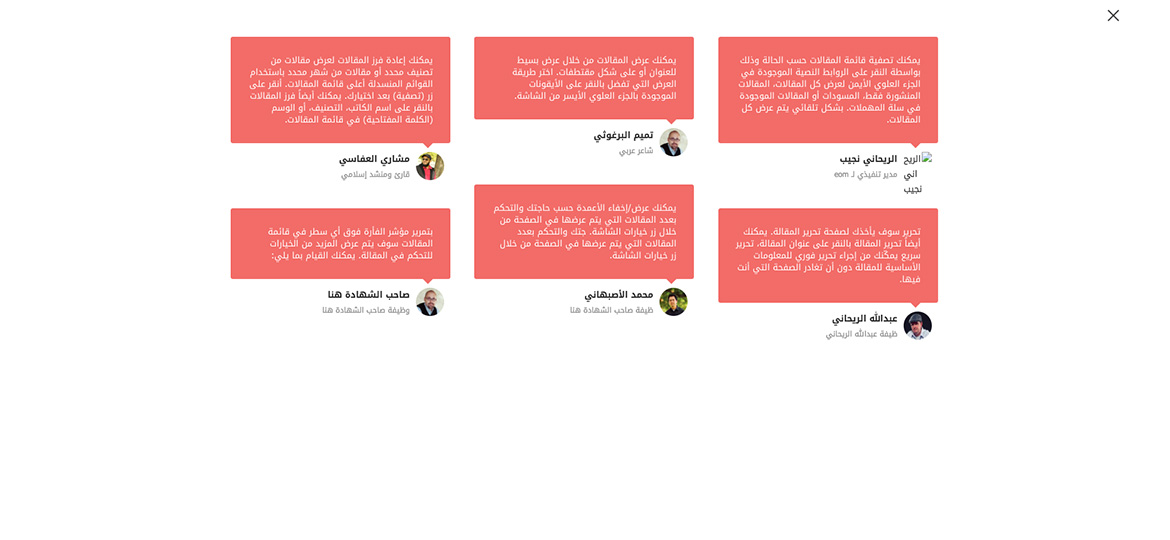 يمكنك تصفية قائمة المقالات حسب الحالة وذلك
بواسطة النقر على الروابط النصية الموجودة في
الجزء العلوي الأيمن لعرض كل المقالات، المقالات
المنشورة فقط، المسودات أو المقالات الموجودة
في سلة المهملات. بشكل تلقائي يتم عرض كل
المقالات.
الريحاني نجيب
مدير تنفيذي لـ eom
الريح
اني
نجيب
تحرير سوف يأخذك لصفحة تحرير المقالة. يمكنك
أيضاً تحرير المقالة بالنقر على عنوان المقالة، تحرير
سريع يمكّنك من إجراء تحرير فوري للمعلومات
الأساسية للمقالة دون أن تغادر الصفحة التي أنت
فيها.
عبدالله الريحاني
ظيفة عبدالله الريحاني
يمكنك عرض المقالات من خلال عرض بسيط
للعنوان أو على شكل مقتطفات. اختر طريقة
العرض التي تفضل بالنقر على الأيقونات
الموجودة بالجزء العلوي الأيسر من الشاشة.
تميم البرغوثي
شاعر عربي
يمكنك عرض/إخفاء الأعمدة حسب حاجتك والتحكم
بعدد المقالات التي يتم عرضها في الصفحة من
خلال زر خيارات الشاشة. جتك والتحكم بعدد
المقالات التي يتم عرضها في الصفحة من خلال
زر خيارات الشاشة.
محمد الأصبهاني
ظيفة صاحب الشهادة هنا
يمكنك إعادة فرز المقالات لعرض مقالات من
تصنيف محدد أو مقالات من شهر محدد باستخدام
القوائم المنسدلة أعلى قائمة المقالات. أنقر على
زر (تصفية) بعد اختيارك. يمكنك أيضاً فرز المقالات
بالنقر على اسم الكاتب، التصنيف، أو الوسم
(الكلمة المفتاحية) في قائمة المقالات.
مشاري العفاسي
قارئ ومنشد إسلامي
بتمرير مؤشر الفأرة فوق أي سطر في قائمة
المقالات سوف يتم عرض المزيد من الخيارات
للتحكم في المقالة. يمكنك القيام بما يلي:
صاحب الشهادة هنا
وظيفة صاحب الشهادة هنا